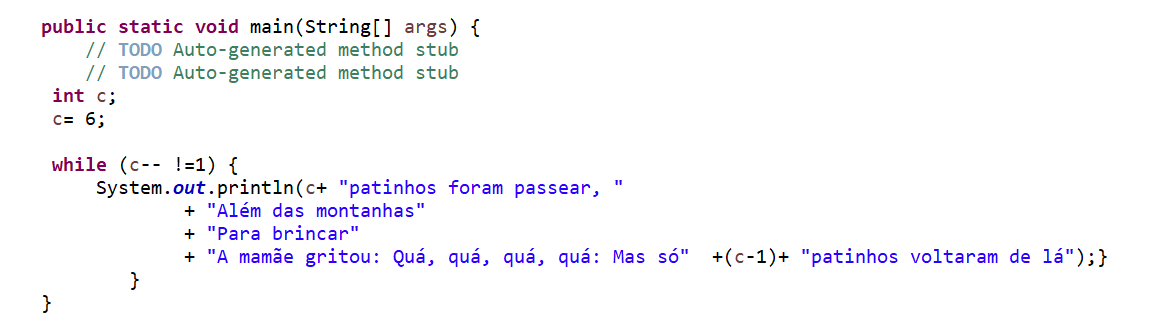 public static void main(String[] args) {
// TODO Auto-generated method stub
// TODO Auto-generated method stub
int c;
c= 6;
while (c-- !=1) {
System.out.println(c+ "patinhos foram passear, "
+ "Além das montanhas"
+ "Para brincar"
+ "A mamãe gritou: Quá, quá, quá, quá: Mas só"  +(c-1)+ "patinhos voltaram de lá");}
}
}